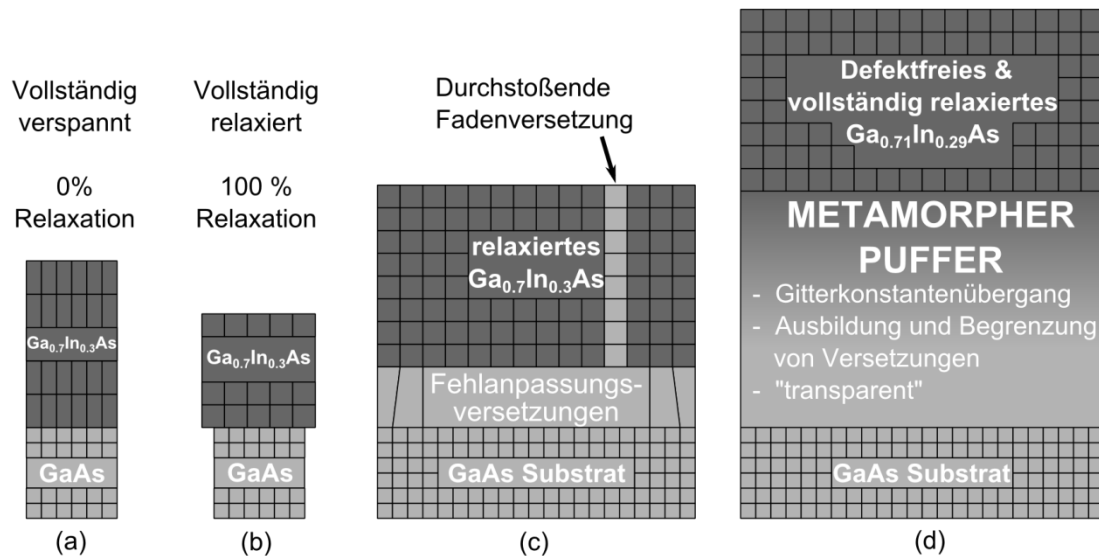 Vollständig
verspannt
0%
Relaxation
Ga0.7In0.3As
GaAs
(a)
Vollständig
relaxiert
100 %
Relaxation
Ga0.7In0.3As
GaAs
(b)
Durchstoßende
Fadenversetzung
relaxiertes
Ga0.7In0.3As
Fehlanpassungs-
versetzungen
GaAs Substrat
(c)
Defektfreies &
vollständig relaxiertes
Ga0.71In0.29As
METAMORPHER
PUFFER
- Gitterkonstantenübergang
- Ausbildung und Begrenzung
von Versetzungen
- "transparent"
GaAs Substrat
(d)